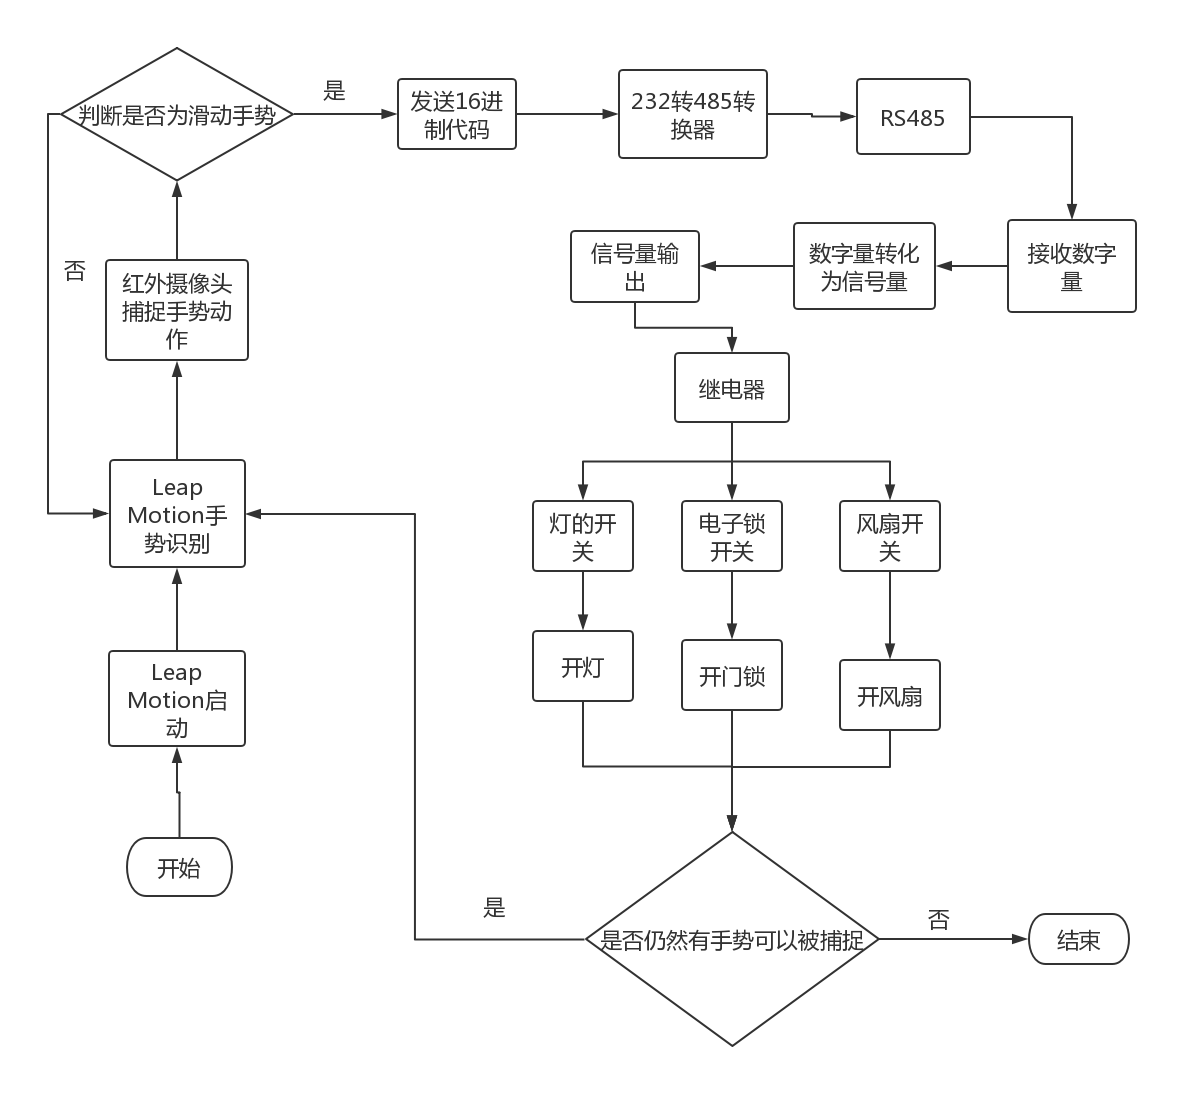 判断是否为滑动手势
是
发送16进
制代码
232转485转
换器
RS485
接收数字
量
数字量转化
为信号量
信号量输
出
否
红外摄像头
捕捉手势动
作
继电器
Leap
Motion手
势识别
灯的开
关
电子锁
开关
风扇开
关
Leap
Motion启
动
开灯
开门锁
开风扇
开始
是
是否仍然有手势可以被捕捉
否
结束